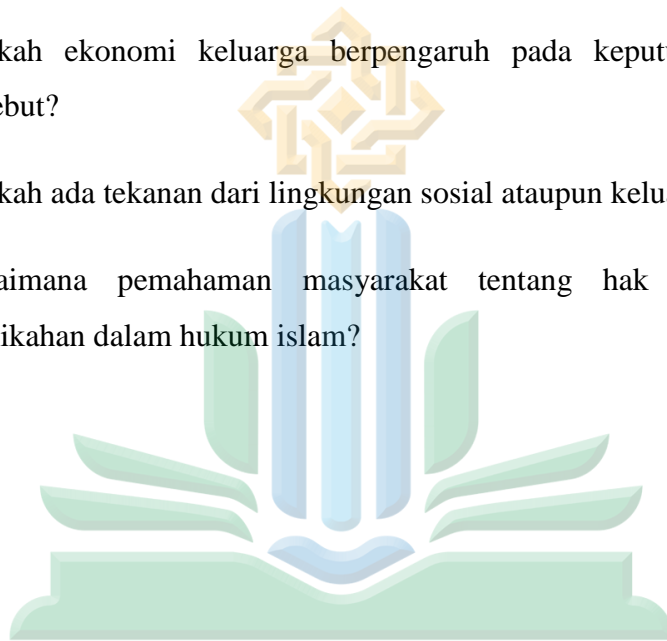 kah ekonomi keluarga berpengaruh pada keput
ebut?
kah ada tekanan dari lingkungan sosial ataupun kelu
aimana pemahaman masyarakat tentang hak
ikahan dalam hukum islam?